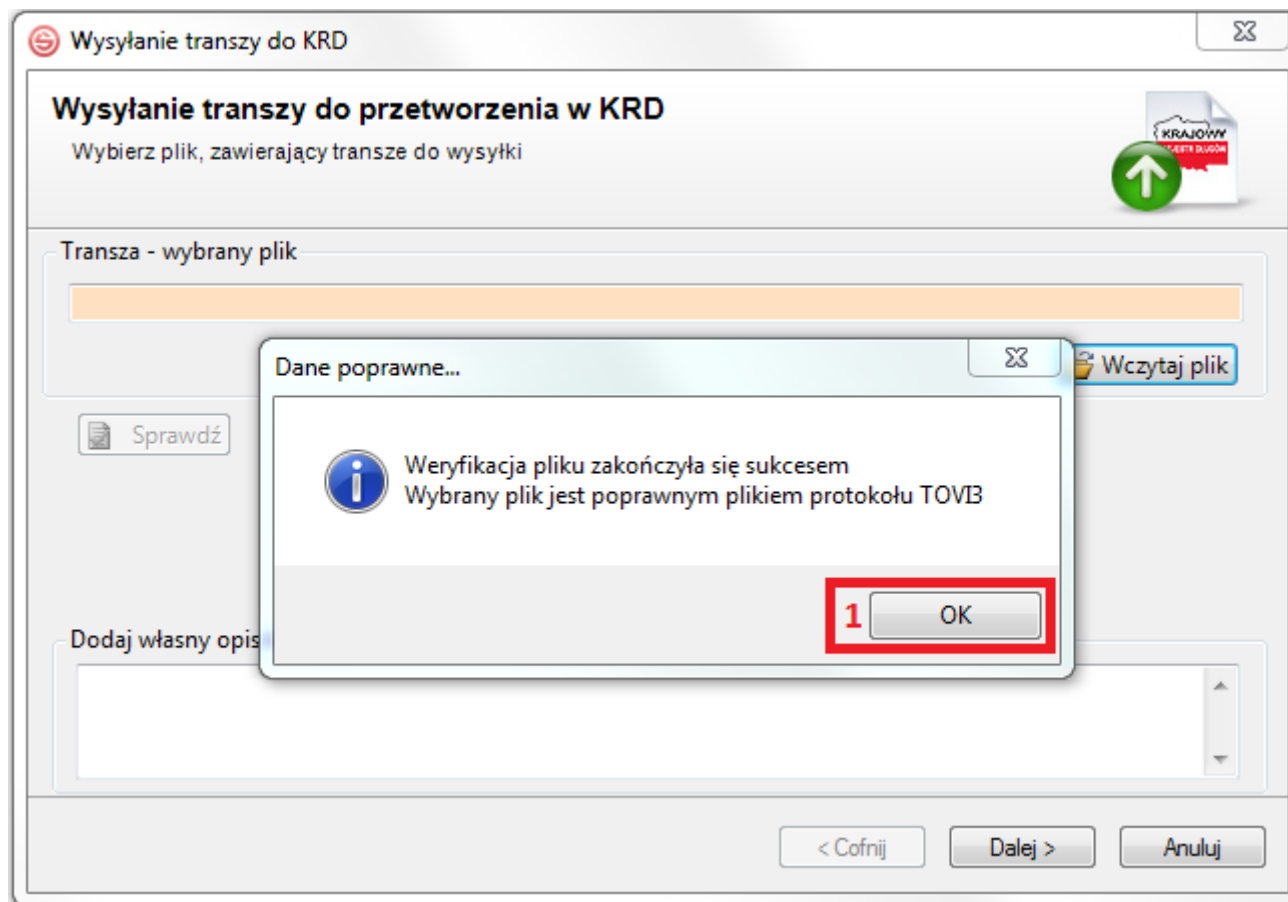 Wysyłanie transzy do KRD
Wysyłanie transzy do przetworzenia w KRD
Wybierz plik, zawierający transze do wysyłki
KRAJOWY
Transza - wybrany plik
Wczytaj plik
Dane poprawne...
Sprawdź
Weryfikacja pliku zakończyła się sukcesem
Wybrany plik jest poprawnym plikiem protokołu TOVI3
1 OK
Dodaj własny opis
< Cofnij Dalej > Anuluj